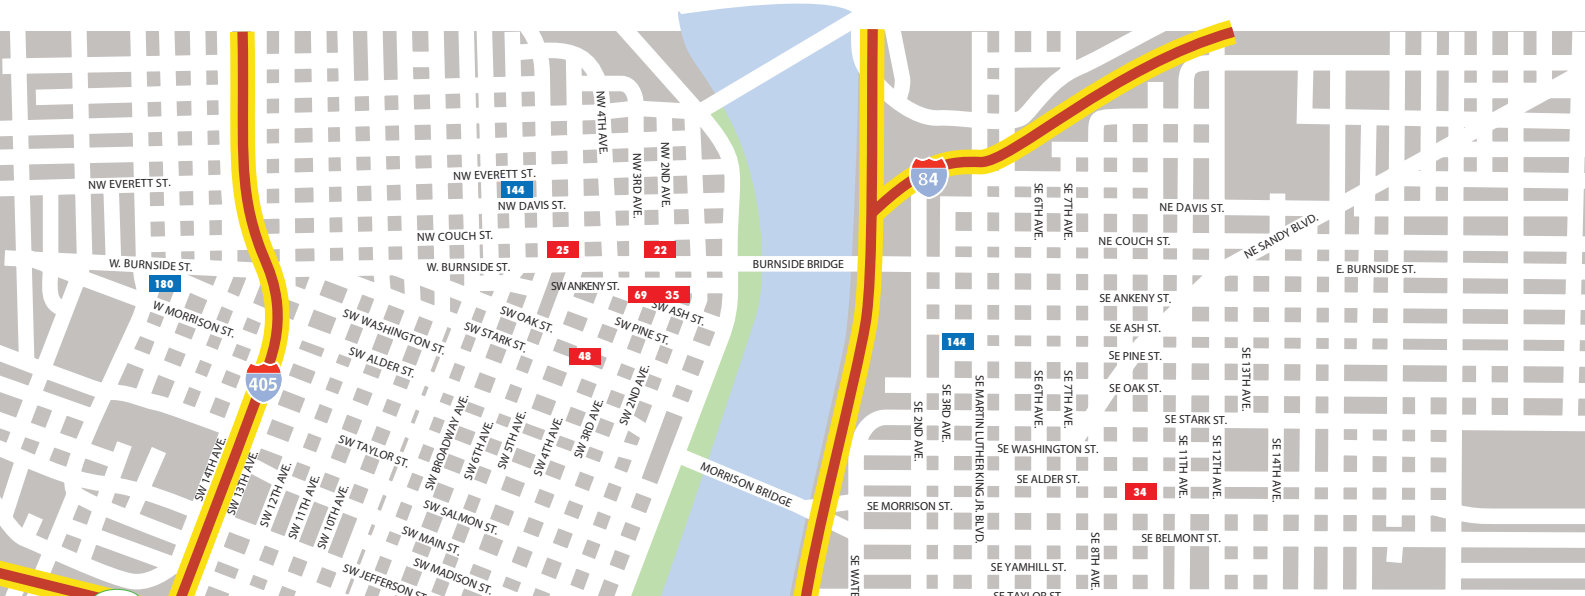 NW 4TH AVE.
NW 3RD AVE.
NW 2ND AVE.
NW EVERETT ST.
NW EVERETT ST.
144
NW DAVIS ST.
84
SE 6TH AVE.
SE 7TH AVE.
NE DAVIS ST.
NE SANDY BLVD.
NW COUCH ST.
25
22
NE COUCH ST.
W. BURNSIDE ST.
W. BURNSIDE ST.
BURNSIDE BRIDGE
E. BURNSIDE ST.
180
SW ANKENY ST.
69
35
SE ANKENY ST.
W MORRISON ST.
SW WASHINGTON ST.
SW OAK ST.
SW ASH ST.
SW STARK ST.
SW PINE ST.
SE ASH ST.
144
SW ALDER ST.
48
SE PINE ST.
405
SE OAK ST.
SE 13TH AVE.
SE 6TH AVE.
SE 7TH AVE.
SW 2ND AVE.
SE 2ND AVE.
SE 3RD AVE.
SE MARTIN LUTHER KING JR. BLVD.
SE STARK ST.
SW TAYLOR ST.
SW BROADWAY AVE.
SW 6TH AVE.
SW 5TH AVE.
SW 4TH AVE.
SW 3RD AVE.
SE WASHINGTON ST.
SE 11TH AVE.
SE 12TH AVE.
SE 14TH AVE.
SW 14TH AVE.
SW 13TH AVE.
SW 12TH AVE.
SW 11TH AVE.
SW 10TH AVE.
MORRISON BRIDGE
SE ALDER ST.
34
SE MORRISON ST.
SW SALMON ST.
SW MAIN ST.
SW MADISON ST.
SW JEFFERSON ST.
SE BELMONT ST.
SE 8TH AVE.
SE WATE
SE YAMHILL ST.
SE TAYLOR ST.